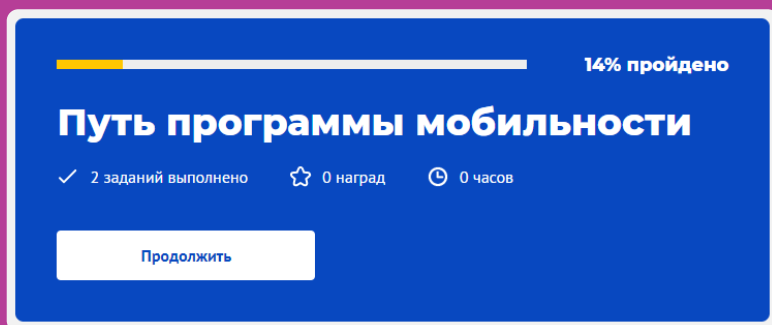 14% пройдено
Путь программы мобильности
2 заданий выполнено 0 наград 0 часов
Продолжить